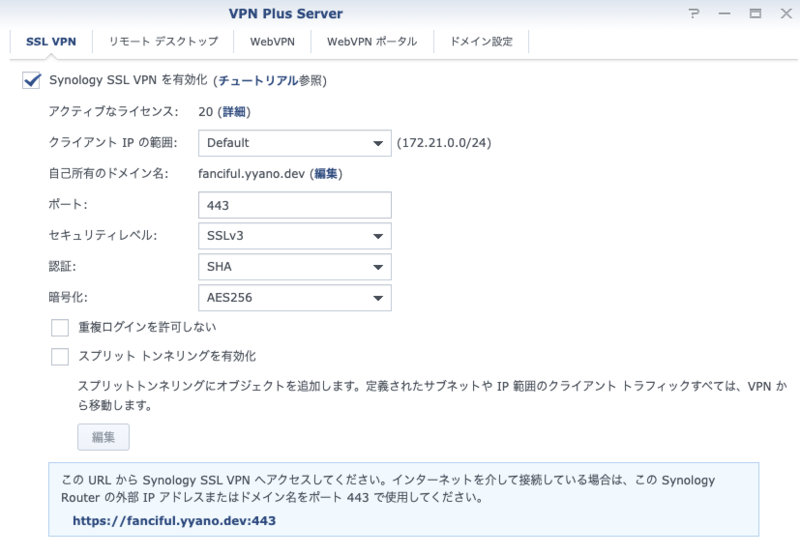 VPN Plus Server
SSL VPN リモート デスクトップ WebVPN WebVPN ポータル ドメイン設定
Synology SSL VPN を有効化 (チュートリアル参照)
アクティブなライセンス: 20 (詳細)
クライアント IP の範囲: Default (172.21.0.0/24)
自己所有のドメイン名: fanciful.yyano.dev (編集)
ポート: 443
セキュリティレベル: SSLv3
認証: SHA
暗号化: AES256
重複ログインを許可しない
スプリット トンネリングを有効化
スプリットトンネリングにオブジェクトを追加します。定義されたサブネットや IP 範囲のクライアント トラフィックすべては、VPN か
ら移動します。
編集
この URL から Synology SSL VPN へアクセスしてください。インターネットを介して接続している場合は、この Synology
Router の外部 IP アドレスまたはドメイン名をポート 443 で使用してください。
https://fanciful.yyano.dev:443